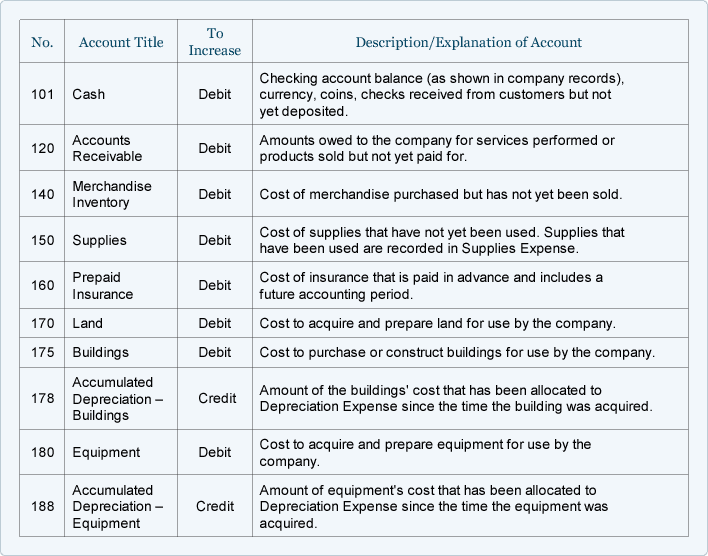 No. Account Title To Increase Description/Explanation of Account
101 Cash Debit Checking account balance (as shown in company records),
currency, coins, checks received from customers but not
yet deposited.
120 Accounts Receivable Debit Amounts owed to the company for services performed or
products sold but not yet paid for.
140 Merchandise Inventory Debit Cost of merchandise purchased but has not yet been sold.
150 Supplies Debit Cost of supplies that have not yet been used. Supplies that
have been used are recorded in Supplies Expense.
160 Prepaid Insurance Debit Cost of insurance that is paid in advance and includes a
future accounting period.
170 Land Debit Cost to acquire and prepare land for use by the company.
175 Buildings Debit Cost to purchase or construct buildings for use by the company.
178 Accumulated Depreciation – Buildings Credit Amount of the buildings' cost that has been allocated to
Depreciation Expense since the time the building was acquired.
180 Equipment Debit Cost to acquire and prepare equipment for use by the
company.
188 Accumulated Depreciation – Equipment Credit Amount of equipment's cost that has been allocated to
Depreciation Expense since the time the equipment was
acquired.